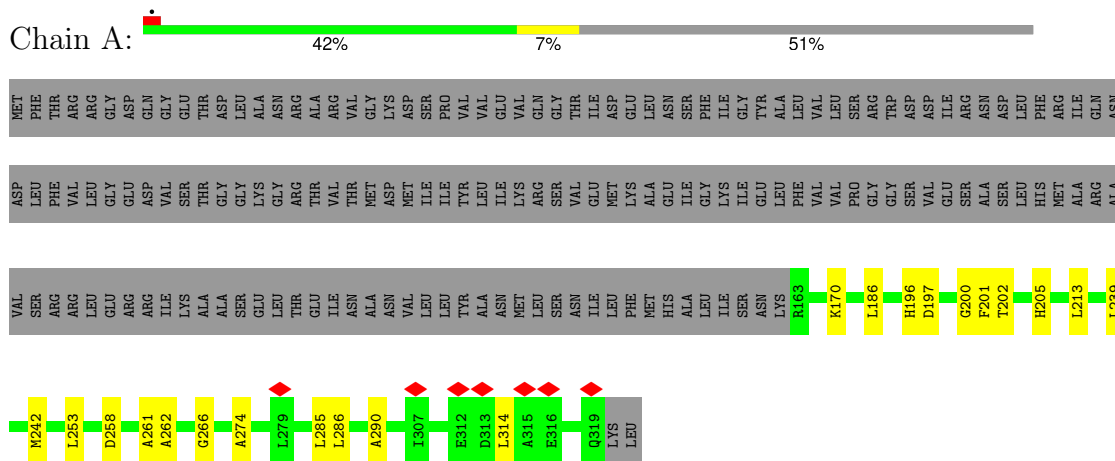 Chain A:
42% 7% 51%
MET PHE THR ARG ARG GLY ASP GLN GLY GLU THR ASP LEU ALA ASN ARG ALA ARG VAL GLY LYS ASP SER PRO VAL VAL GLU VAL GLN GLY THR ILE ASP GLU LEU ASN SER PHE ILE GLY TYR ALA LEU VAL LEU SER ARG TRP ASP ASP ILE ARG ASN ASP LEU PHE ARG ILE GLN ASN
ASP LEU PHE VAL LEU GLY GLU ASP VAL SER THR GLY GLY LYS GLY ARG THR VAL THR MET ASP MET ILE ILE TYR LEU ILE LYS ARG SER VAL GLU MET LYS ALA GLU ILE GLY LYS ILE GLU LEU PHE VAL VAL PRO GLY GLY SER VAL GLU SER ALA SER LEU HIS MET ALA ARG ALA
VAL SER ARG ARG LEU GLU ARG ARG ILE LYS ALA ALA SER GLU LEU THR GLU ILE ASN ALA ASN VAL LEU LEU TYR ALA ASN MET LEU SER ASN ILE LEU PHE MET HIS ALA LEU ILE SER ASN LYS R163 K170 L186 H196 D197 G200 F201 T202 H205 L213 L239
M242 L253 D258 A261 A262 G266 A274 L279 L285 L286 A290 I307 E312 D313 L314 A315 E316 Q319 LYS LEU